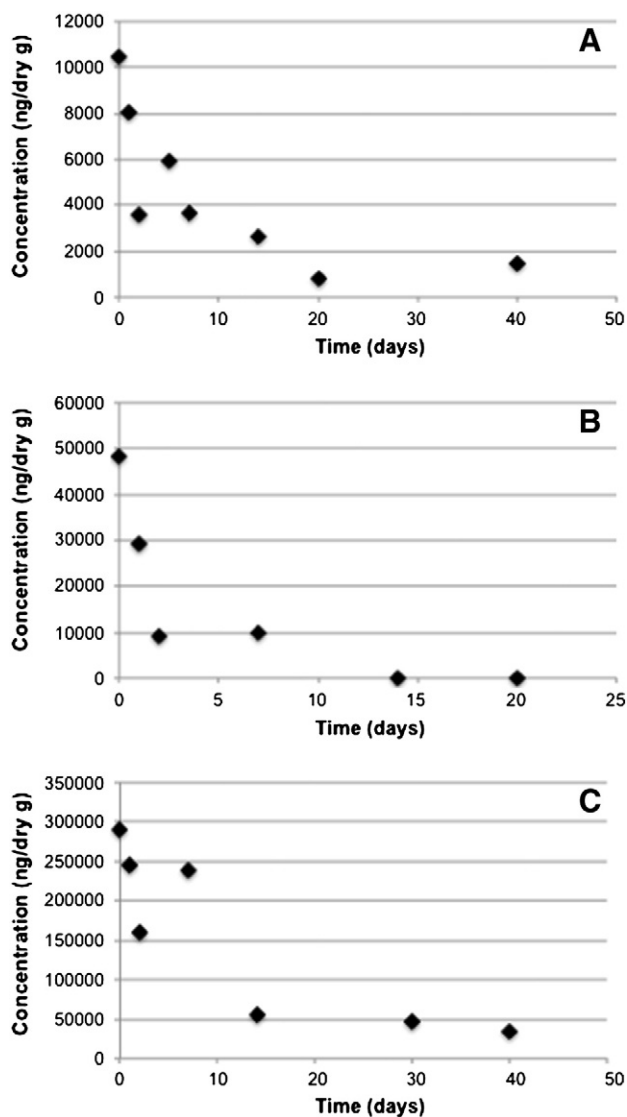 A
Concentration (ng/dry g)
12000
10000
8000
6000
4000
2000
0
0 10 20 30 40 50
Time (days)
B
Concentration (ng/dry g)
60000
50000
40000
30000
20000
10000
0
0 5 10 15 20 25
Time (days)
C
Concentration (ng/dry g)
350000
300000
250000
200000
150000
100000
50000
0
0 10 20 30 40 50
Time (days)